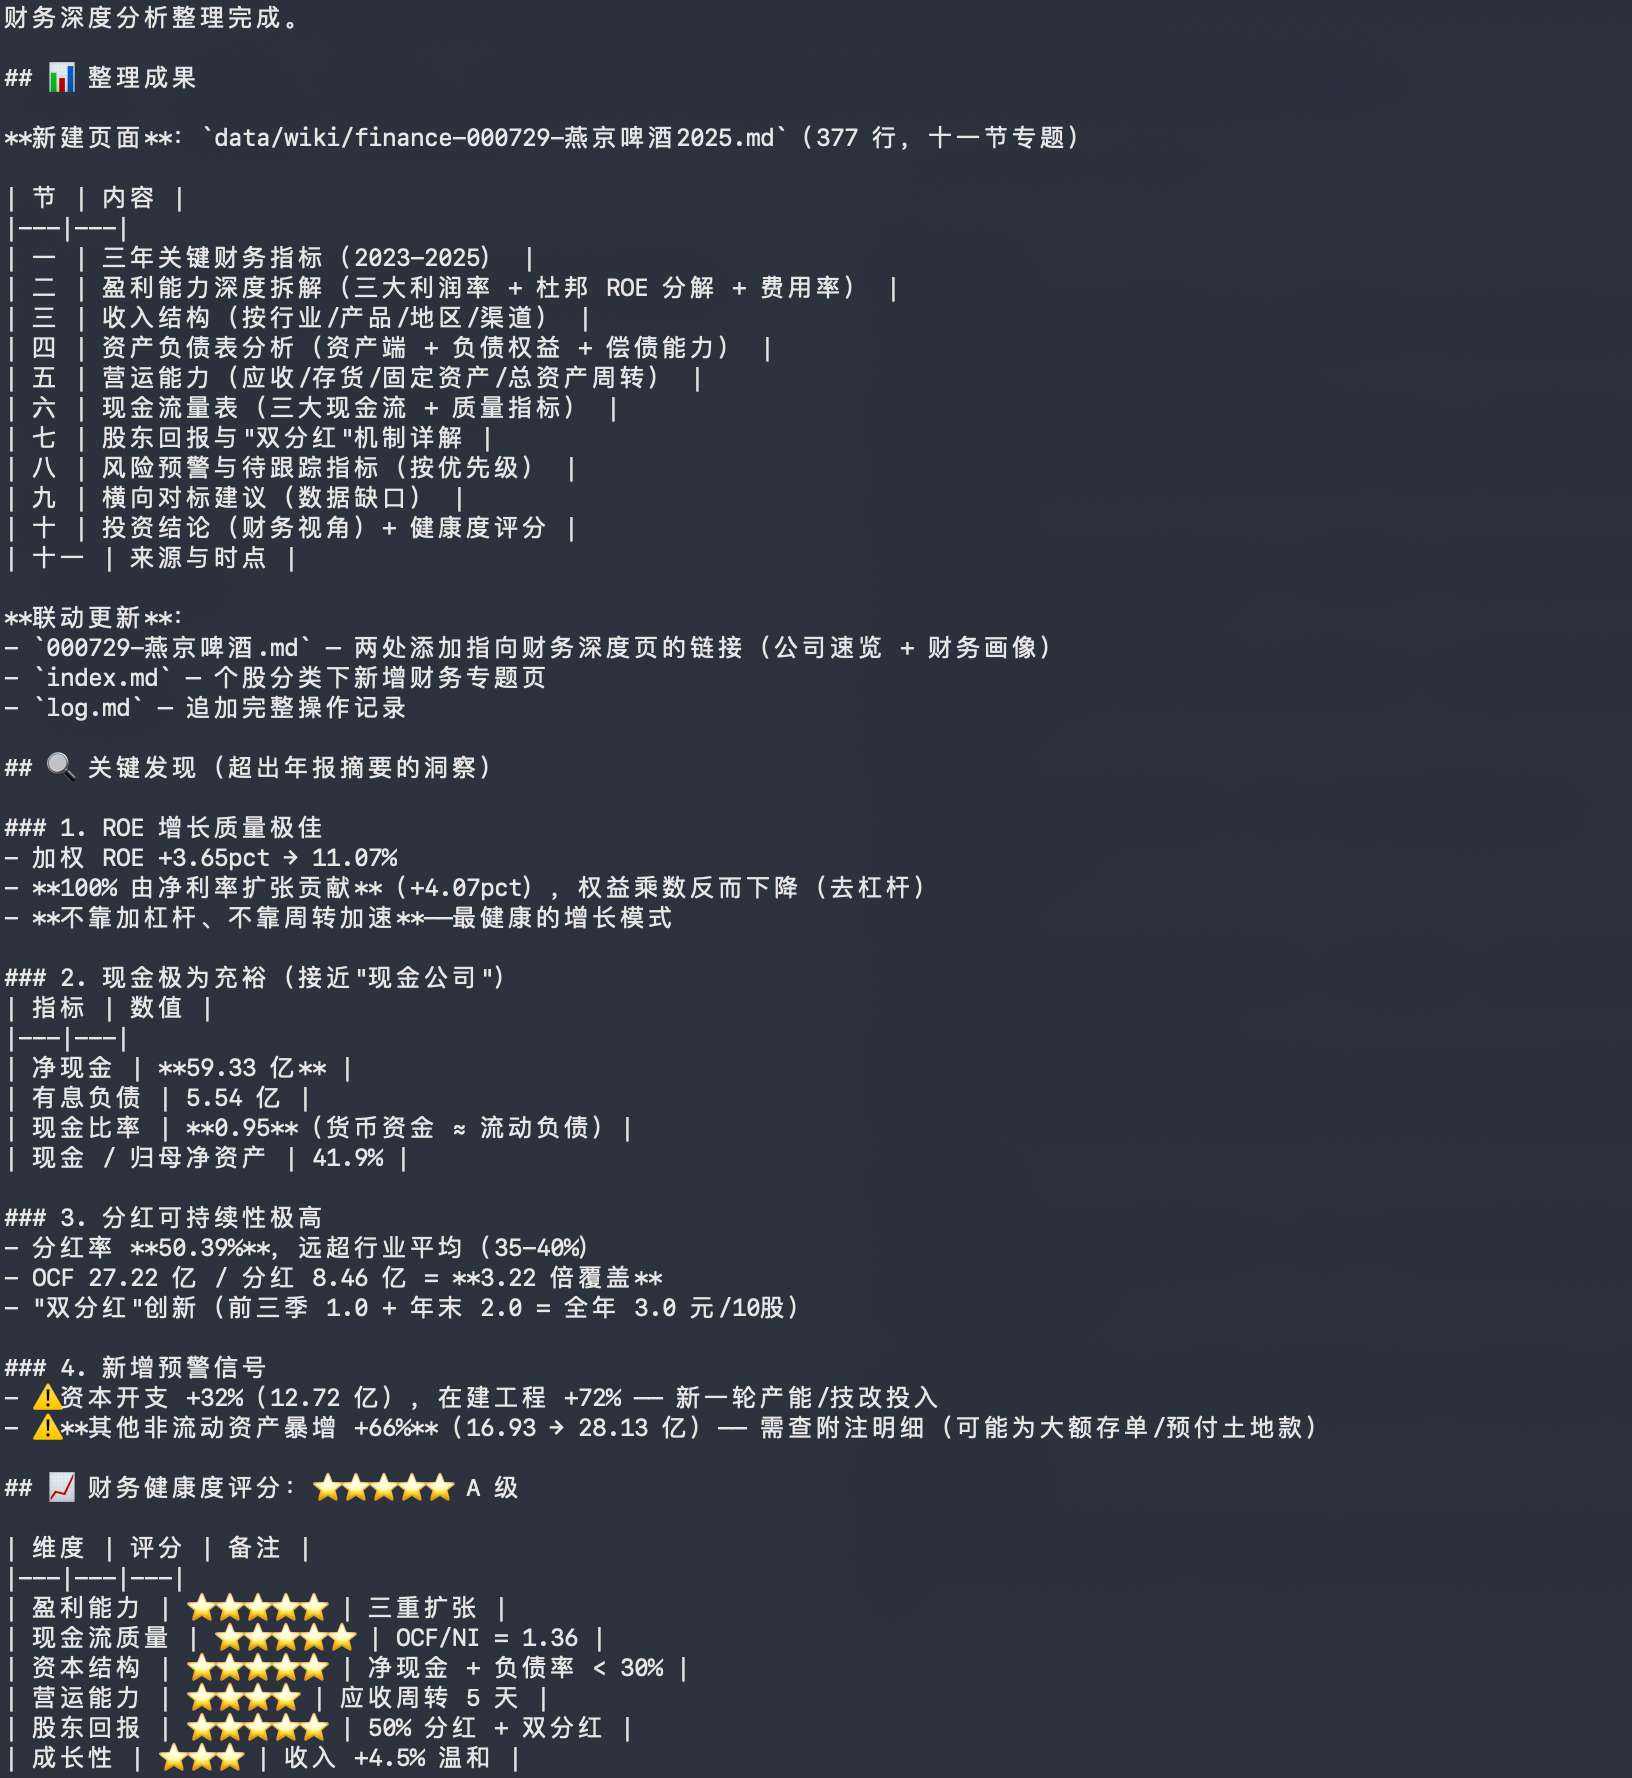 财务深度分析整理完成。
## 📊 整理成果
**新建页面**: `data/wiki/finance-000729-燕京啤酒2025.md`（377 行, 十一节专题）
| 节 | 内容 |
|---|---|
| 一 | 三年关键财务指标（2023-2025） |
| 二 | 盈利能力深度拆解（三大利润率 + 杜邦 ROE 分解 + 费用率） |
| 三 | 收入结构（按行业/产品/地区/渠道） |
| 四 | 资产负债表分析（资产端 + 负债权益 + 偿债能力） |
| 五 | 营运能力（应收/存货/固定资产/总资产周转） |
| 六 | 现金流量表（三大现金流 + 质量指标） |
| 七 | 股东回报与"双分红"机制详解 |
| 八 | 风险预警与待跟踪指标（按优先级） |
| 九 | 横向对标建议（数据缺口） |
| 十 | 投资结论（财务视角）+ 健康度评分 |
| 十一 | 来源与时点 |
**联动更新**:
- `000729-燕京啤酒.md` — 两处添加指向财务深度页的链接（公司速览 + 财务画像）
- `index.md` — 个股分类下新增财务专题页
- `log.md` — 追加完整操作记录
## 🔍 关键发现（超出年报摘要的洞察）
### 1. ROE 增长质量极佳
- 加权 ROE +3.65pct → 11.07%
- **100% 由净利率扩张贡献**（+4.07pct）, 权益乘数反而下降（去杠杆）
- **不靠加杠杆、不靠周转加速**——最健康的增长模式
### 2. 现金极为充裕（接近"现金公司"）
| 指标 | 数值 |
|---|---|
| 净现金 | **59.33 亿** |
| 有息负债 | 5.54 亿 |
| 现金比率 | **0.95**（货币资金 ≈ 流动负债）|
| 现金 / 归母净资产 | 41.9% |
### 3. 分红可持续性极高
- 分红率 **50.39%**, 远超行业平均（35-40%）
- OCF 27.22 亿 / 分红 8.46 亿 = **3.22 倍覆盖**
- "双分红"创新（前三季 1.0 + 年末 2.0 = 全年 3.0 元/10股）
### 4. 新增预警信号
- ⚠️资本开支 +32%（12.72 亿）, 在建工程 +72% —— 新一轮产能/技改投入
- ⚠️**其他非流动资产暴增 +66%**（16.93 → 28.13 亿）—— 需查附注明细（可能为大额存单/预付土地款）
## 📈 财务健康度评分: ⭐⭐⭐⭐⭐ A 级
| 维度 | 评分 | 备注 |
|---|---|---|
| 盈利能力 | ⭐⭐⭐⭐⭐ | 三重扩张 |
| 现金流质量 | ⭐⭐⭐⭐⭐ | OCF/NI = 1.36 |
| 资本结构 | ⭐⭐⭐⭐⭐ | 净现金 + 负债率 < 30% |
| 营运能力 | ⭐⭐⭐⭐ | 应收周转 5 天 |
| 股东回报 | ⭐⭐⭐⭐⭐ | 50% 分红 + 双分红 |
| 成长性 | ⭐⭐⭐ | 收入 +4.5% 温和 |